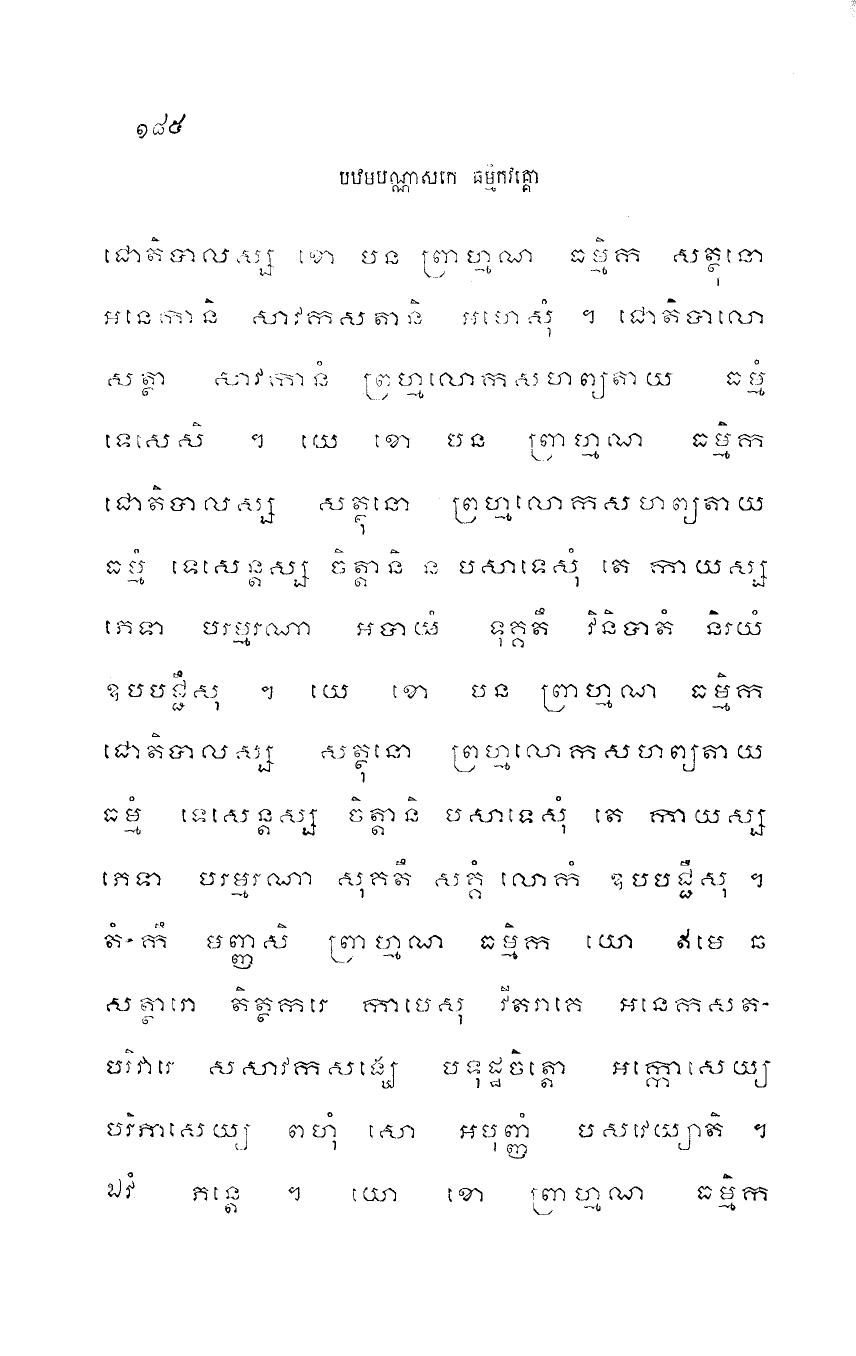 ១៨៥
បឋមបណ្ណាសកេ ធម្មិកវគ្គោ
ជោតិបាលស្ស ខោ បន ព្រាហ្មណ ធម្មិក សត្ថុនោ
អនេកានិ សាវកសតានិ អហេសុំ ។ ជោតិបាលោ
សត្ថា សាវកានំ ព្រហ្មលោកសហព្យតាយ ធម្មំ
ទេសេសិ ។ យេ ខោ បន ព្រាហ្មណ ធម្មិក
ជោតិបាលស្ស សត្ថុនោ ព្រហ្មលោកសហព្យតាយ
ធម្មំ ទេសេន្តស្ស ចិត្តានិ ន បសាទេសុំ តេ កាយស្ស
ភេទា បរម្មរណា អបាយំ ទុគ្គតឹ វិនិបាតំ និរយំ
ឧបបជ្ជឹសុ ។ យេ ខោ បន ព្រាហ្មណ ធម្មិក
ជោតិបាលស្ស សត្ថុនោ ព្រហ្មលោកសហព្យតាយ
ធម្មំ ទេសេន្តស្ស ចិត្តានិ បសាទេសុំ តេ កាយស្ស
ភេទា បរម្មរណា សុគតឹ សគ្គំ លោកំ ឧបបជ្ជឹសុ ។
តំ-កឹ មញ្ញសិ ព្រាហ្មណ ធម្មិក យោ ឥមេ ឆ
សត្ថារោ តិត្ថករេ កាមេសុ វីតរាគេ អនេកសត-
បរិវារេ សសាវកសង្ឃេ បទុដ្ឋចិត្តោ អក្កោសេយ្យ
បរិភាសេយ្យ ពហុំ សោ អបុញ្ញំ បសវេយ្យាតិ ។
ឯវំ ភន្តេ ។ យោ ខោ ព្រាហ្មណ ធម្មិក